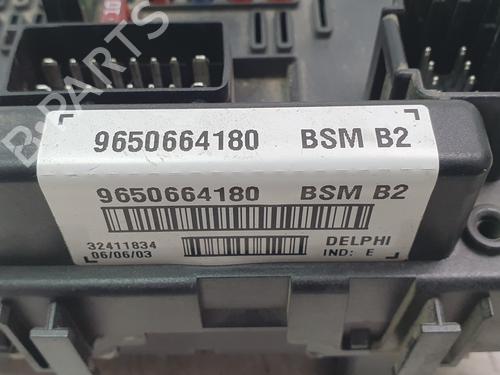 B-PARTS
9650664180 BSM B2
9650664180 BSM B2
32411834 DELPHI
06/06/03 IND: E